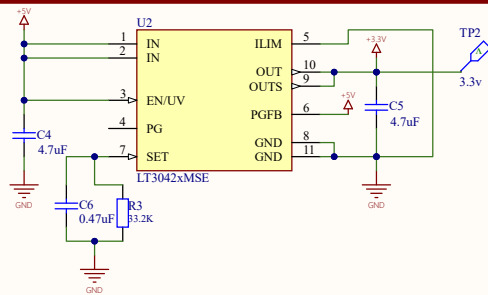 +5V
U2
1 IN
2 IN
3 EN/UV
4 PG
7 SET
ILIM 5
OUT 10
OUTS 9
PGFB 6
GND 8
GND 11
LT3042xMSE
+3.3V
TP2
A
3.3v
+5V
C5
4.7uF
C4
4.7uF
GND
C6
0.47uF
R3
33.2K
GND
GND